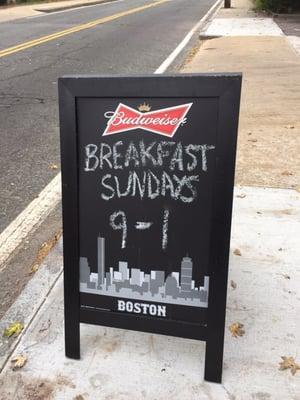 Budweiser
BREAKFAST
SUNDAYS
9-1
BOSTON